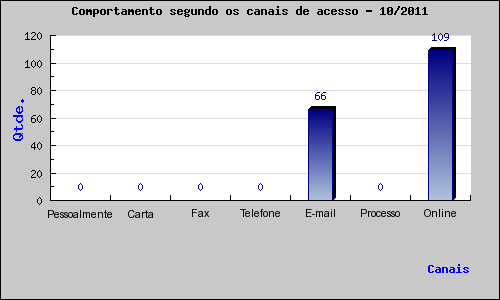 Comportamento segundo os canais de acesso - 10/2011
Qtde.
120
100
80
60
40
20
0
0
0
0
0
66
0
109
Pessoalmente
Carta
Fax
Telefone
E-mail
Processo
Online
Canais